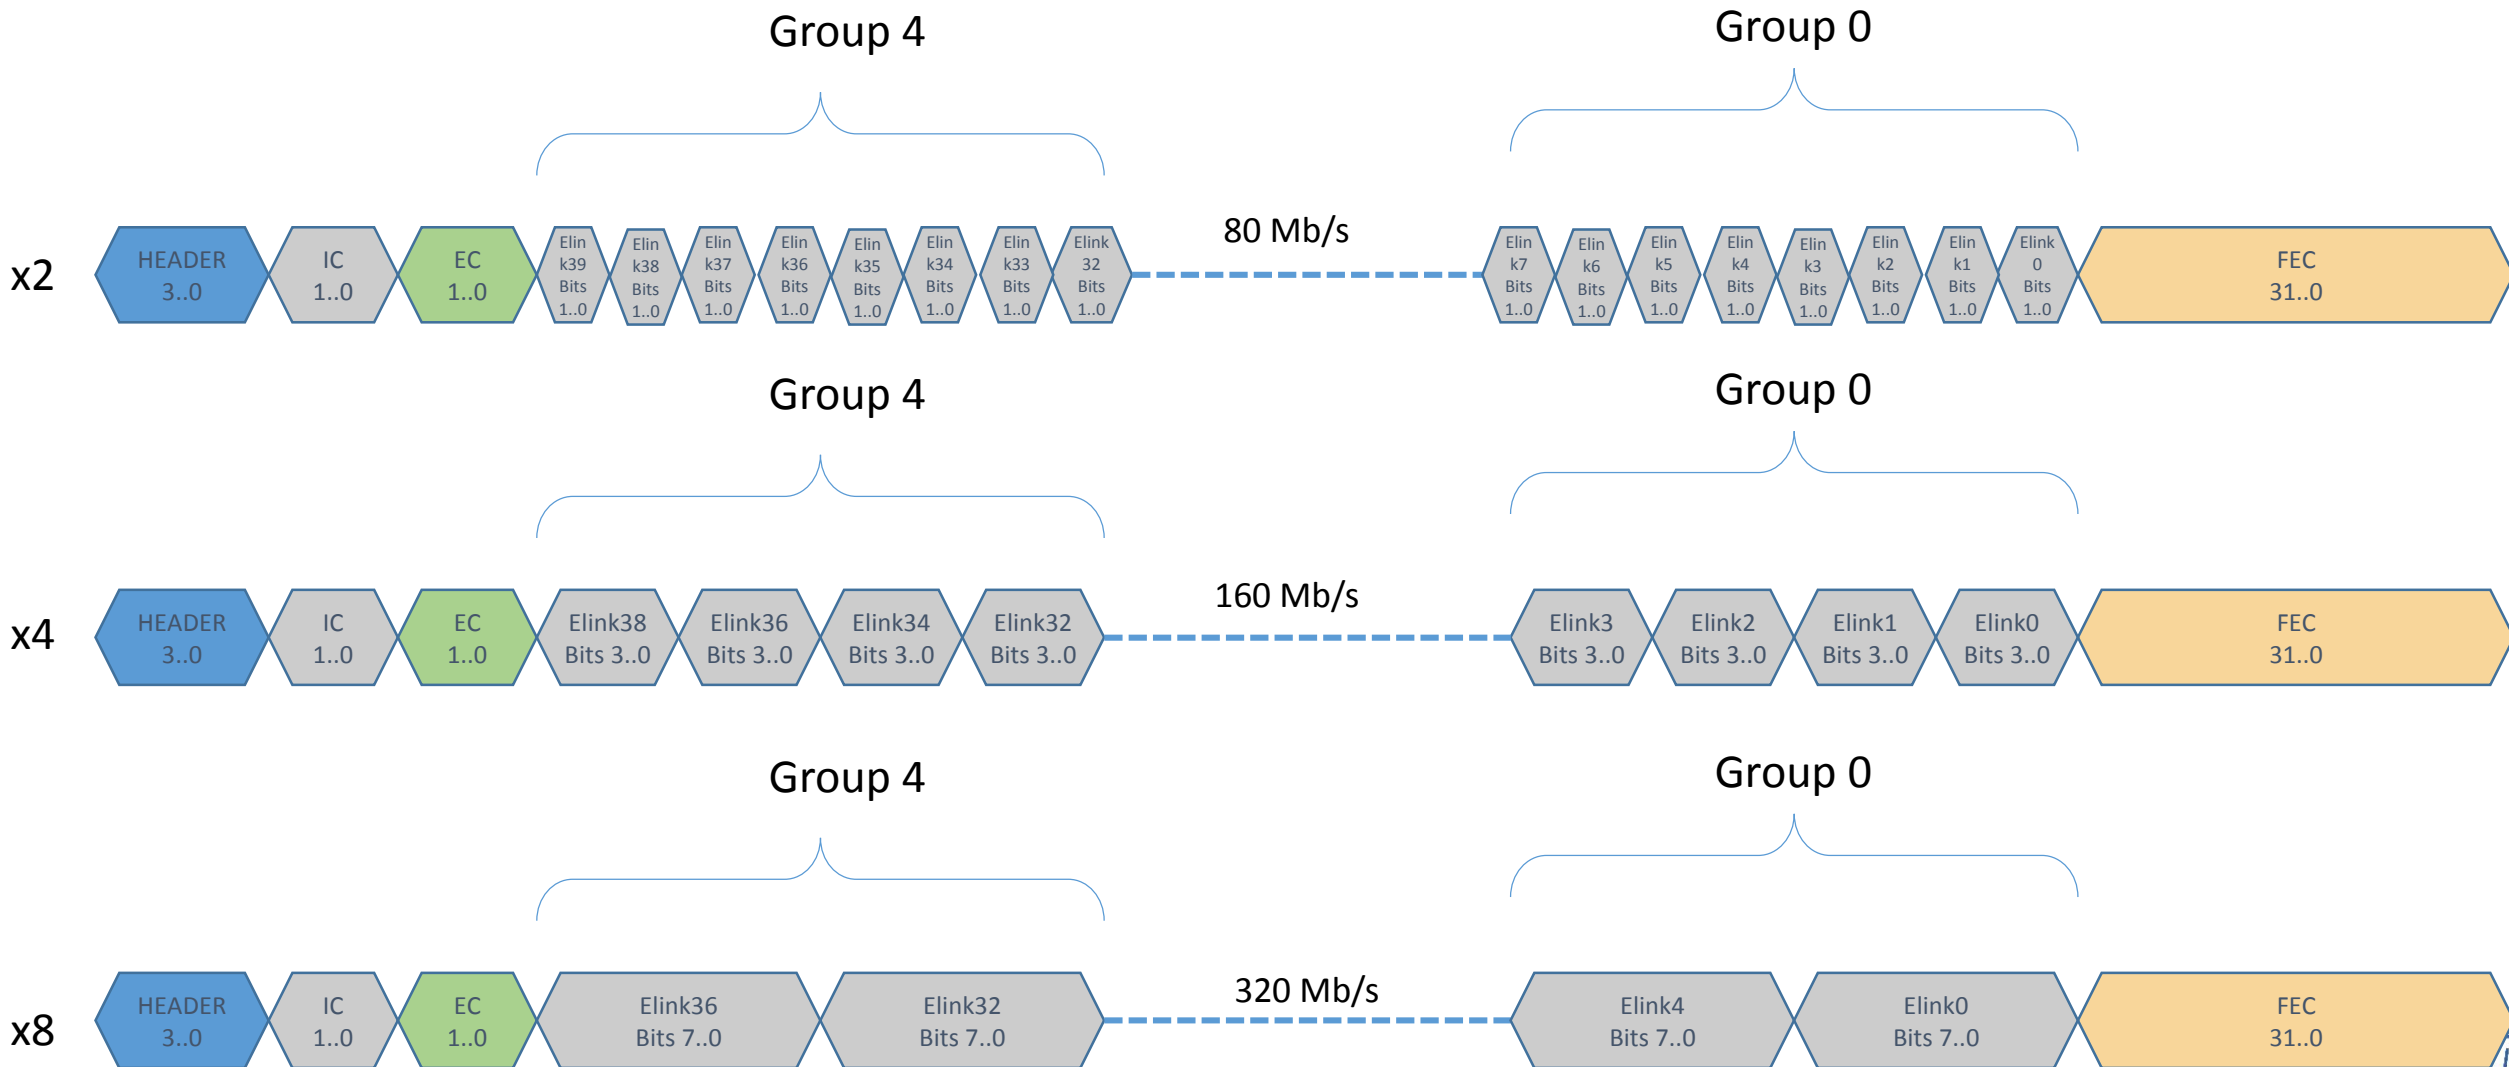 Group 4
Group 0
x2
HEADER
3..0
IC
1..0
EC
1..0
Elin
k39
Bits
1..0
Elin
k38
Bits
1..0
Elin
k37
Bits
1..0
Elin
k36
Bits
1..0
Elin
k35
Bits
1..0
Elin
k34
Bits
1..0
Elin
k33
Bits
1..0
Elink
32
Bits
1..0
80 Mb/s
Elin
k7
Bits
1..0
Elin
k6
Bits
1..0
Elin
k5
Bits
1..0
Elin
k4
Bits
1..0
Elin
k3
Bits
1..0
Elin
k2
Bits
1..0
Elin
k1
Bits
1..0
Elink
0
Bits
1..0
FEC
31..0
Group 4
Group 0
x4
HEADER
3..0
IC
1..0
EC
1..0
Elink38
Bits 3..0
Elink36
Bits 3..0
Elink34
Bits 3..0
Elink32
Bits 3..0
160 Mb/s
Elink3
Bits 3..0
Elink2
Bits 3..0
Elink1
Bits 3..0
Elink0
Bits 3..0
FEC
31..0
Group 4
Group 0
x8
HEADER
3..0
IC
1..0
EC
1..0
Elink36
Bits 7..0
Elink32
Bits 7..0
320 Mb/s
Elink4
Bits 7..0
Elink0
Bits 7..0
FEC
31..0